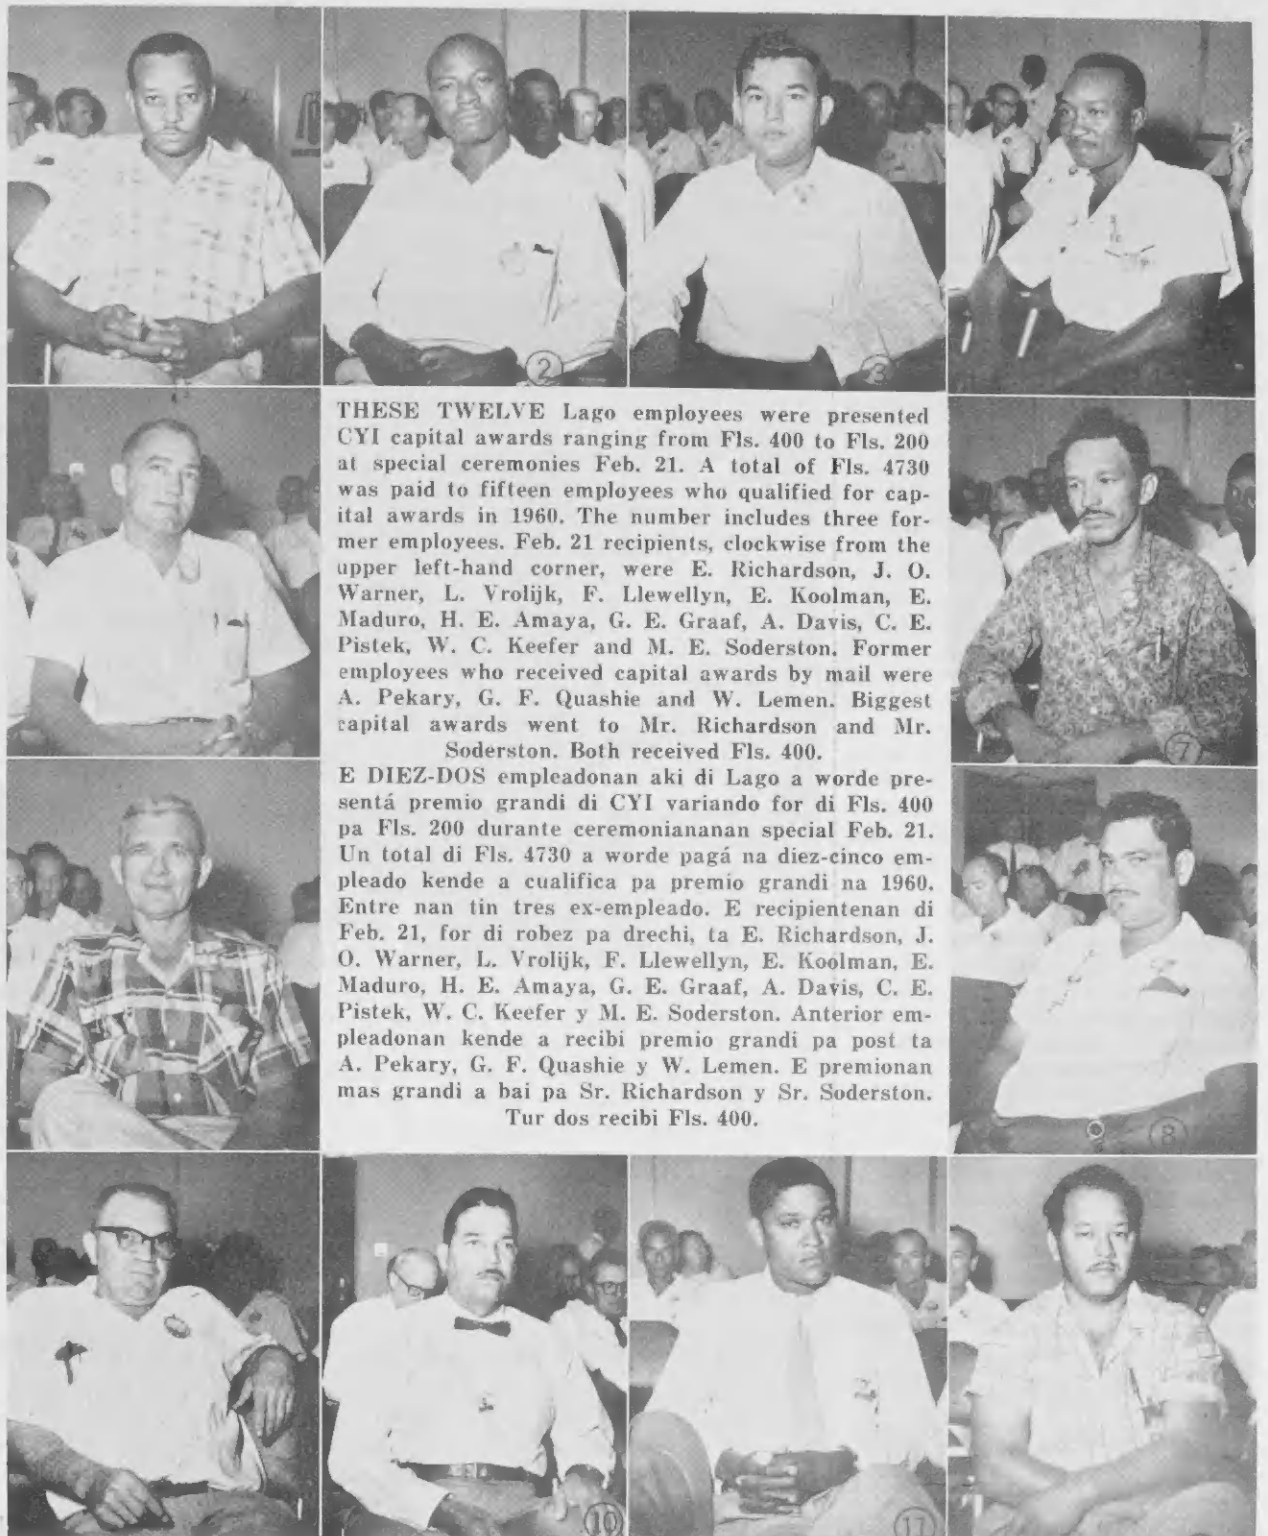 THESE TWELVE Lago employees were presented
CYI capital awards ranging from Fls. 400 to Fls. 200
at special ceremonies Feb. 21. A total of Fls. 4730
was paid to fifteen employees who qualified for cap-
ital awards in 1960. The number includes three for-
mer employees. Feb. 21 recipients, clockwise from the
upper left-hand corner, were E. Richardson, J. O.
Warner, L. Vrolijk, F. Llewellyn, E. Koolman, E.
Maduro, H. E. Amaya, G. E. Graaf, A. Davis, C. E.
Pistek, W. C. Keefer and M. E. Soderston. Former
employees who received capital awards by mail were
A. Pekary, G. F. Quashie and W. Lemen. Biggest
capital awards went to Mr. Richardson and Mr.
Soderston. Both received Fls. 400.
E DIEZ-DOS empleadonan aki di Lago a worde pre-
sentá premio grandi di CYI variando for di Fls. 400
pa Fls. 200 durante ceremoniananan special Feb. 21.
Un total di Fls. 4730 a worde pagá na diez-cinco em-
pleado kende a cualifica pa premio grandi na 1960.
Entre nan tin tres ex-empleado. E recipientenan di
Feb. 21, for di robez pa drechi, ta E. Richardson, J.
O. Warner, L. Vrolijk, F. Llewellyn, E. Koolman, E.
Maduro, H. E. Amaya, G. E. Graaf, A. Davis, C. E.
Pistek, W. C. Keefer y M. E. Soderston. Anterior em-
pleadonan kende a recibi premio grandi pa post ta
A. Pekary, G. F. Quashie y W. Lemen. E premionan
mas grandi a bai pa Sr. Richardson y Sr. Soderston.
Tur dos recibi Fls. 400.
2
3
7
8
10
11